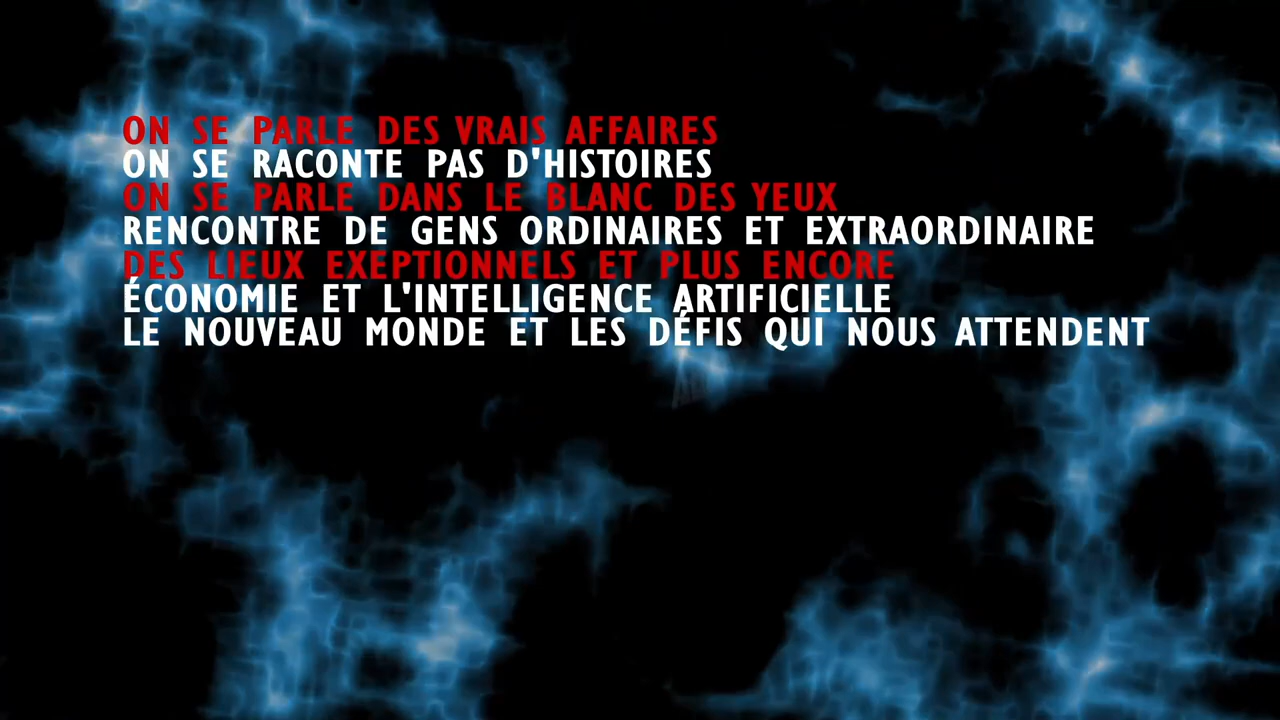 ON SE PARLE DES VRAIS AFFAIRES
ON SE RACONTE PAS D'HISTOIRES
ON SE PARLE DANS LE BLANC DES YEUX
RENCONTRE DE GENS ORDINAIRES ET EXTRAORDINAIRE
DES LIEUX EXEPTIONNELS ET PLUS ENCORE
ÉCONOMIE ET L'INTELLIGENCE ARTIFICIELLE
LE NOUVEAU MONDE ET LES DÉFIS QUI NOUS ATTENDENT